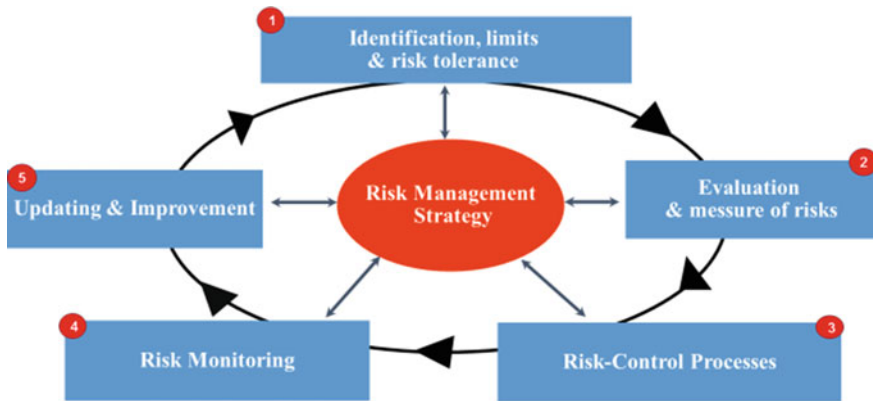 1
Identification, limits
& risk tolerance
2
Evaluation
& messure of risks
3
Risk-Control Processes
4
Risk Monitoring
5
Updating & Improvement
Risk Management
Strategy